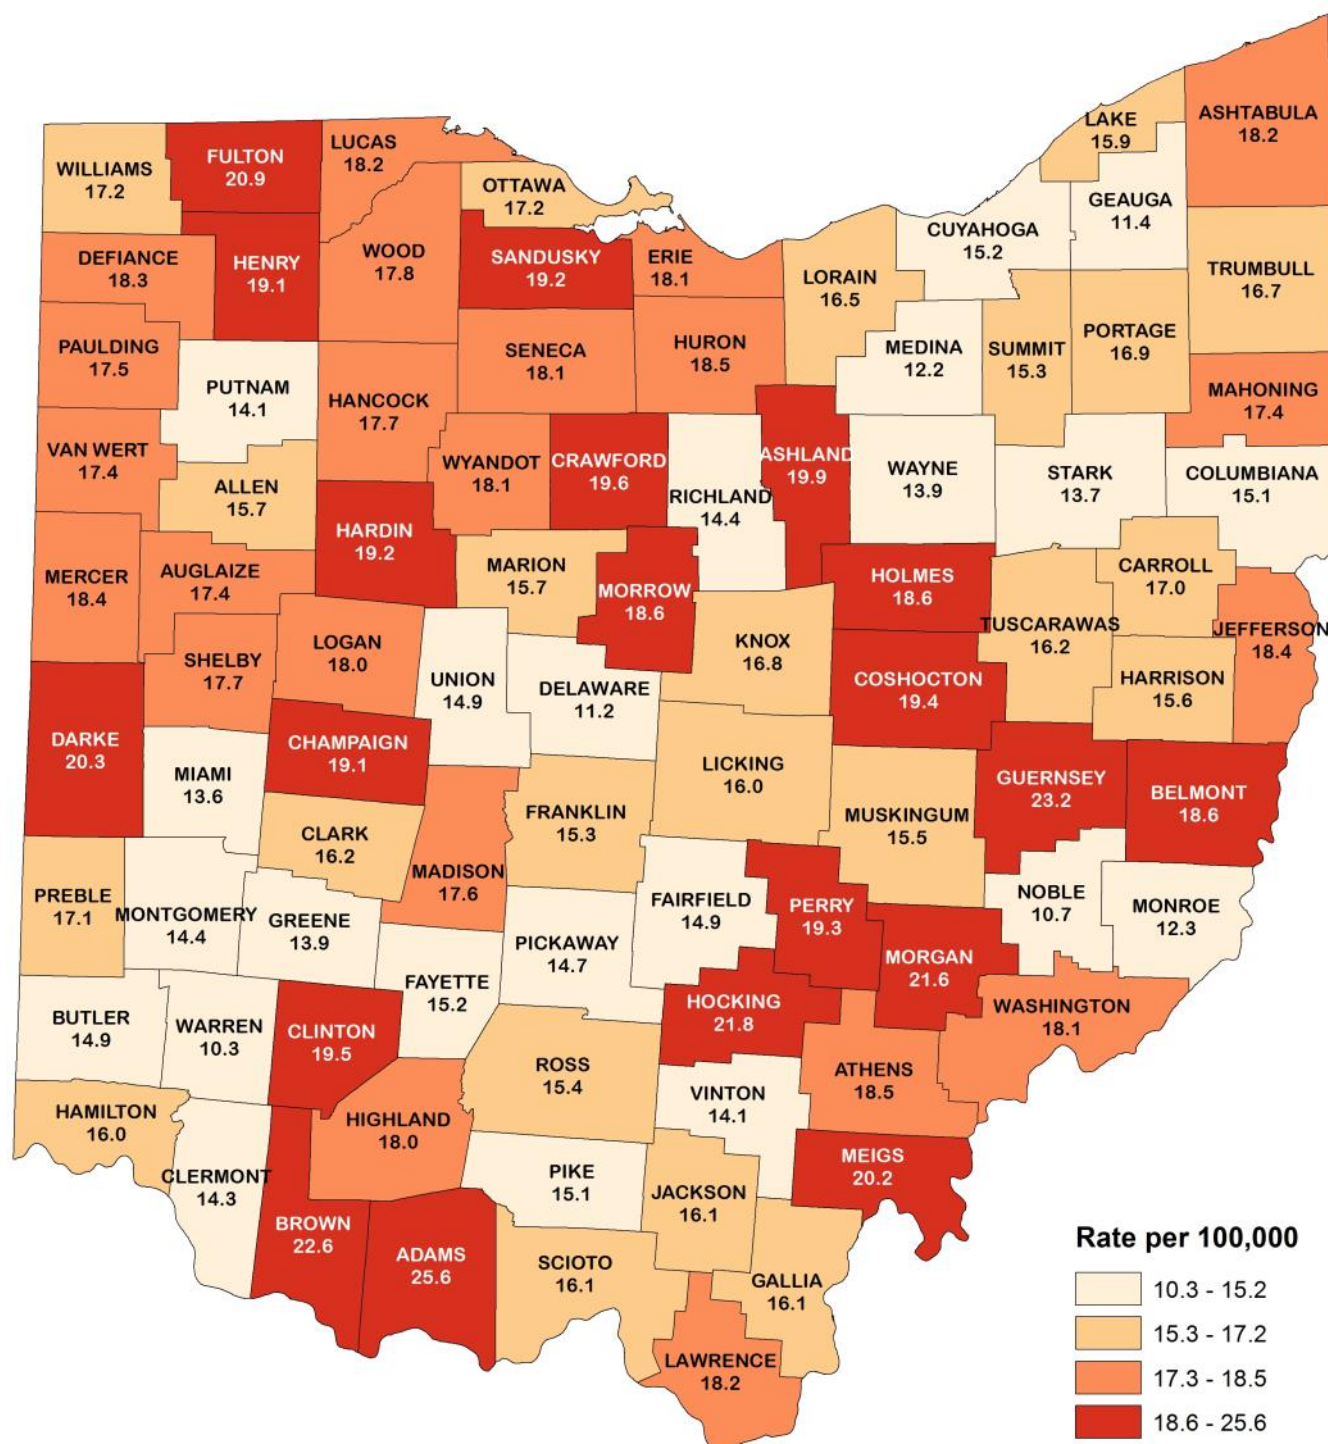 ASHTABULA
18.2
LAKE
15.9
LUCAS
18.2
FULTON
20.9
WILLIAMS
17.2
OTTAWA
17.2
GEAUGA
11.4
CUYAHOGA
15.2
WOOD
17.8
DEFIANCE
18.3
HENRY
19.1
SANDUSKY
19.2
ERIE
18.1
LORAIN
16.5
TRUMBULL
16.7
PORTAGE
16.9
PAULDING
17.5
SENECA
18.1
HURON
18.5
MEDINA
12.2
SUMMIT
15.3
PUTNAM
14.1
HANCOCK
17.7
MAHONING
17.4
VAN WERT
17.4
WYANDOT
18.1
CRAWFORD
19.6
ASHLAND
19.9
WAYNE
13.9
STARK
13.7
COLUMBIANA
15.1
ALLEN
15.7
RICHLAND
14.4
HARDIN
19.2
MERCER
18.4
AUGLAIZE
17.4
MARION
15.7
MORROW
18.6
HOLMES
18.6
CARROLL
17.0
TUSCARAWAS
16.2
JEFFERSON
18.4
LOGAN
18.0
SHELBY
17.7
KNOX
16.8
UNION
14.9
DELAWARE
11.2
COSHOCTON
19.4
HARRISON
15.6
DARKE
20.3
CHAMPAIGN
19.1
MIAMI
13.6
LICKING
16.0
GUERNSEY
23.2
BELMONT
18.6
FRANKLIN
15.3
MUSKINGUM
15.5
CLARK
16.2
MADISON
17.6
PREBLE
17.1
MONTGOMERY
14.4
GREENE
13.9
FAIRFIELD
14.9
PERRY
19.3
NOBLE
10.7
MONROE
12.3
PICKAWAY
14.7
MORGAN
21.6
FAYETTE
15.2
HOCKING
21.8
WASHINGTON
18.1
BUTLER
14.9
WARREN
10.3
CLINTON
19.5
ROSS
15.4
ATHENS
18.5
VINTON
14.1
HAMILTON
16.0
HIGHLAND
18.0
MEIGS
20.2
CLERMONT
14.3
PIKE
15.1
JACKSON
16.1
BROWN
22.6
ADAMS
25.6
SCIOTO
16.1
GALLIA
16.1
LAWRENCE
18.2
Rate per 100,000
10.3 - 15.2
15.3 - 17.2
17.3 - 18.5
18.6 - 25.6